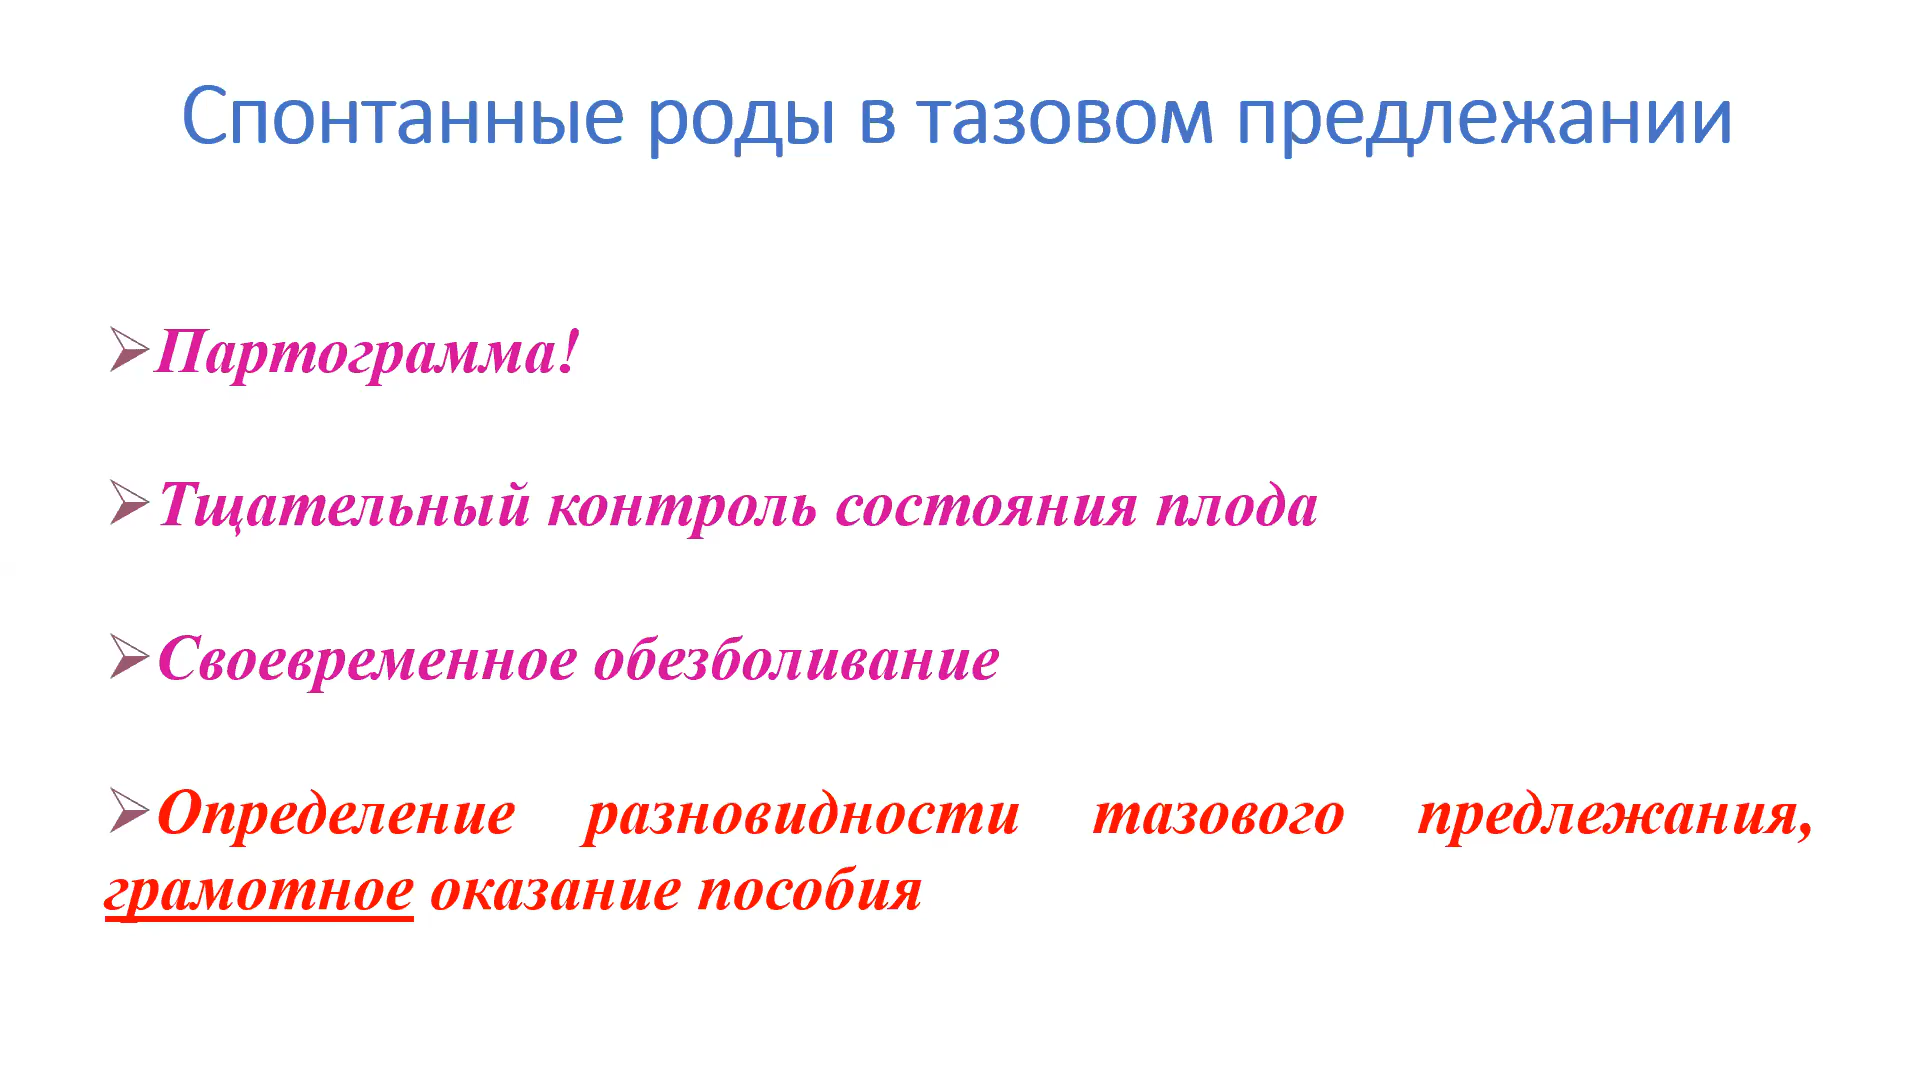 Спонтанные роды в тазовом предлежании
➢Партограмма!
➢Тщательный контроль состояния плода
➢Своевременное обезболивание
➢Определение разновидности тазового предлежания,
грамотное оказание пособия